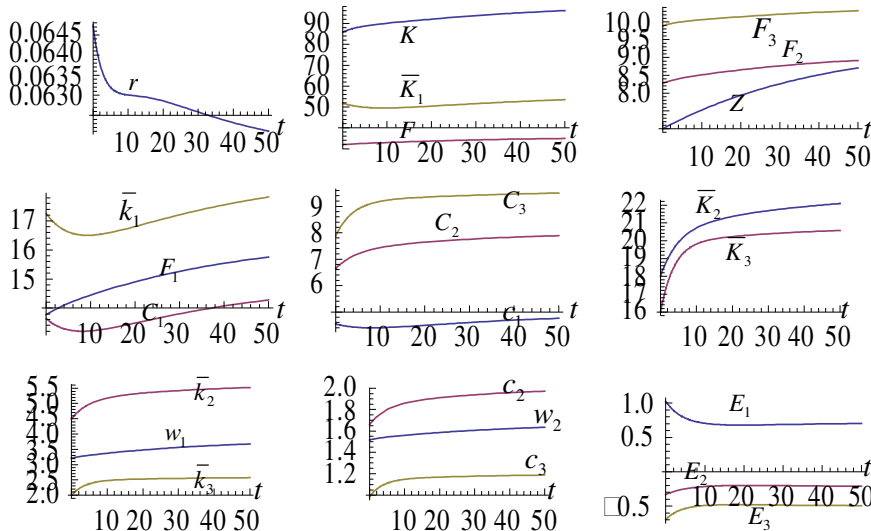 0.0645
0.0640
0.0635
0.0630
r
t
10 20 30 40 50
90
80
70
60
50
K
K̅₁
F
t
10 20 30 40 50
10.0
9.5
9.0
8.5
8.0
F₃
F₂
Z
t
10 20 30 40 50
17
16
15
k̅₁
F₁
C₁
t
10 20 30 40 50
9
8
7
6
C₃
C₂
c₁
t
10 20 30 40 50
22
21
20
19
18
17
16
K̅₂
K̅₃
t
10 20 30 40 50
5.5
5.0
4.5
4.0
3.5
3.0
2.5
2.0
k̅₂
w₁
k̅₃
t
10 20 30 40 50
2.0
1.8
1.6
1.4
1.2
c₂
w₂
c₃
t
10 20 30 40 50
1.0
0.5
□0.5
E₁
E₂
E₃
t
10 20 30 40 50